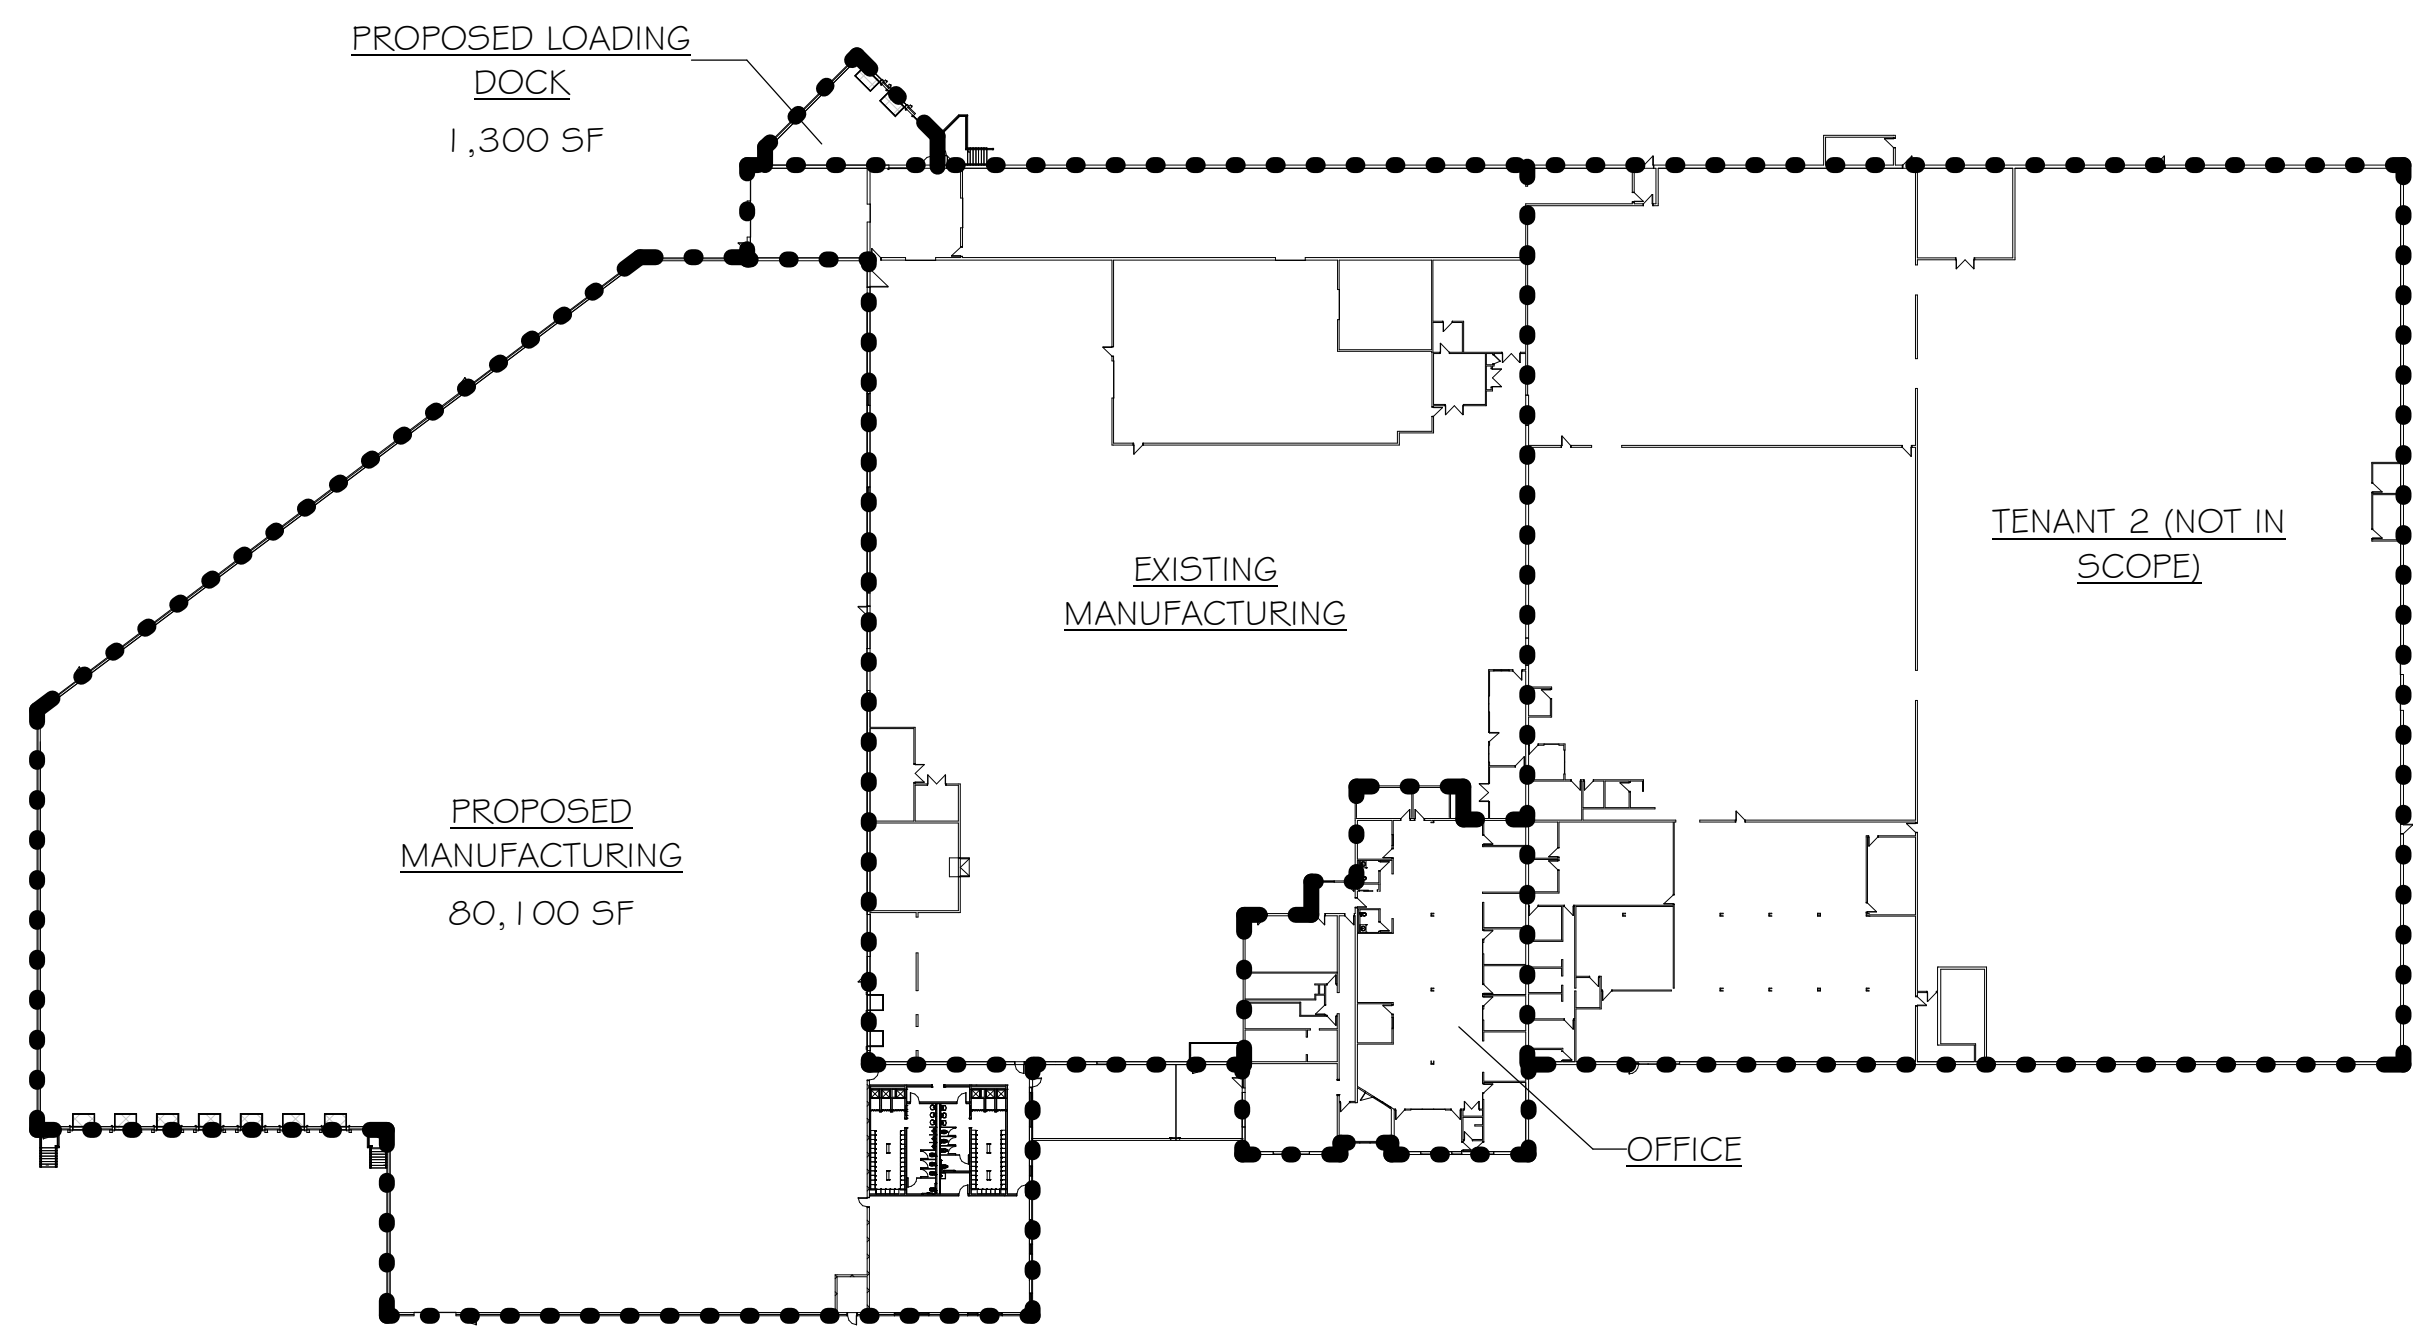 PROPOSED LOADING
DOCK
1,300 SF
EXISTING
MANUFACTURING
TENANT 2 (NOT IN
SCOPE)
PROPOSED
MANUFACTURING
80,100 SF
OFFICE